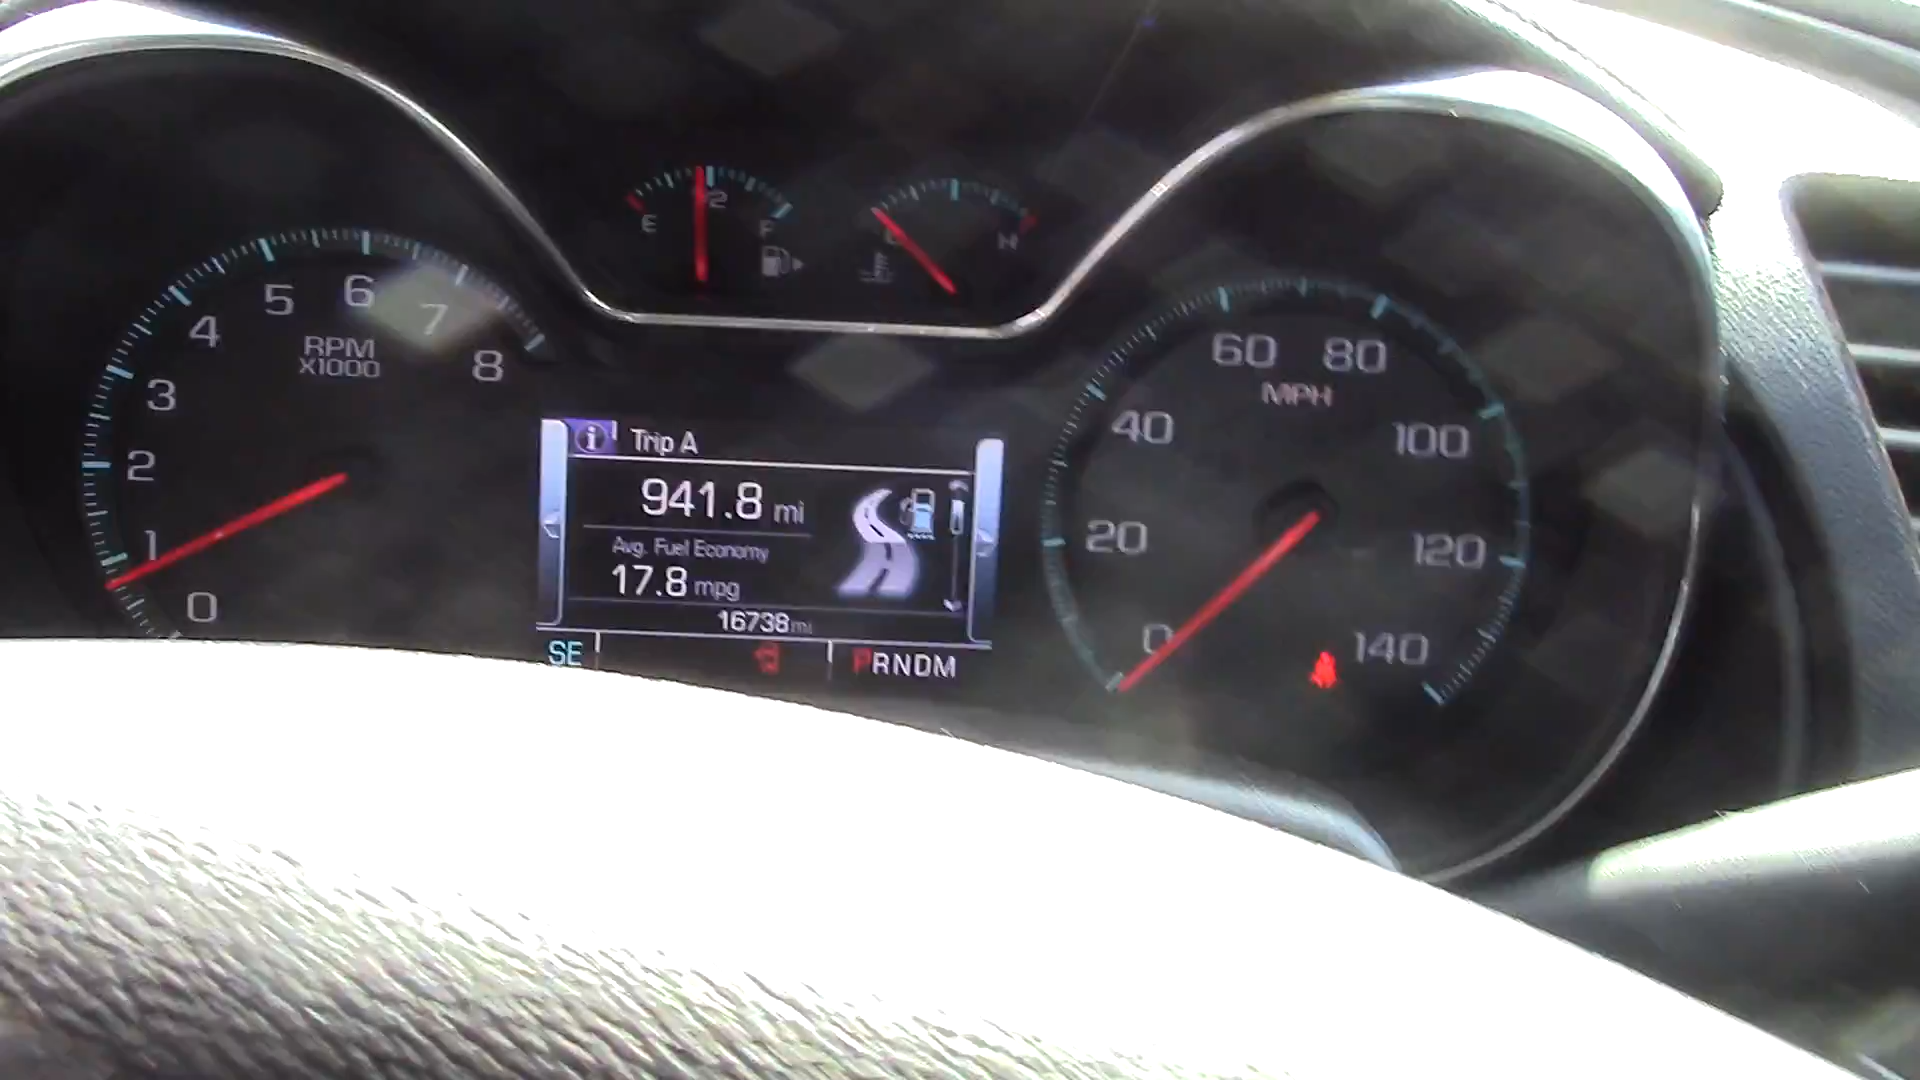 E 2 F
C H
5 6 7
4 8
3
2
1
0
RPM
X1000
60 80
MPH
40 100
20 120
0 140
i Trip A
941.8 mi
Avg. Fuel Economy
17.8 mpg
16738 mi
SE PRNDM